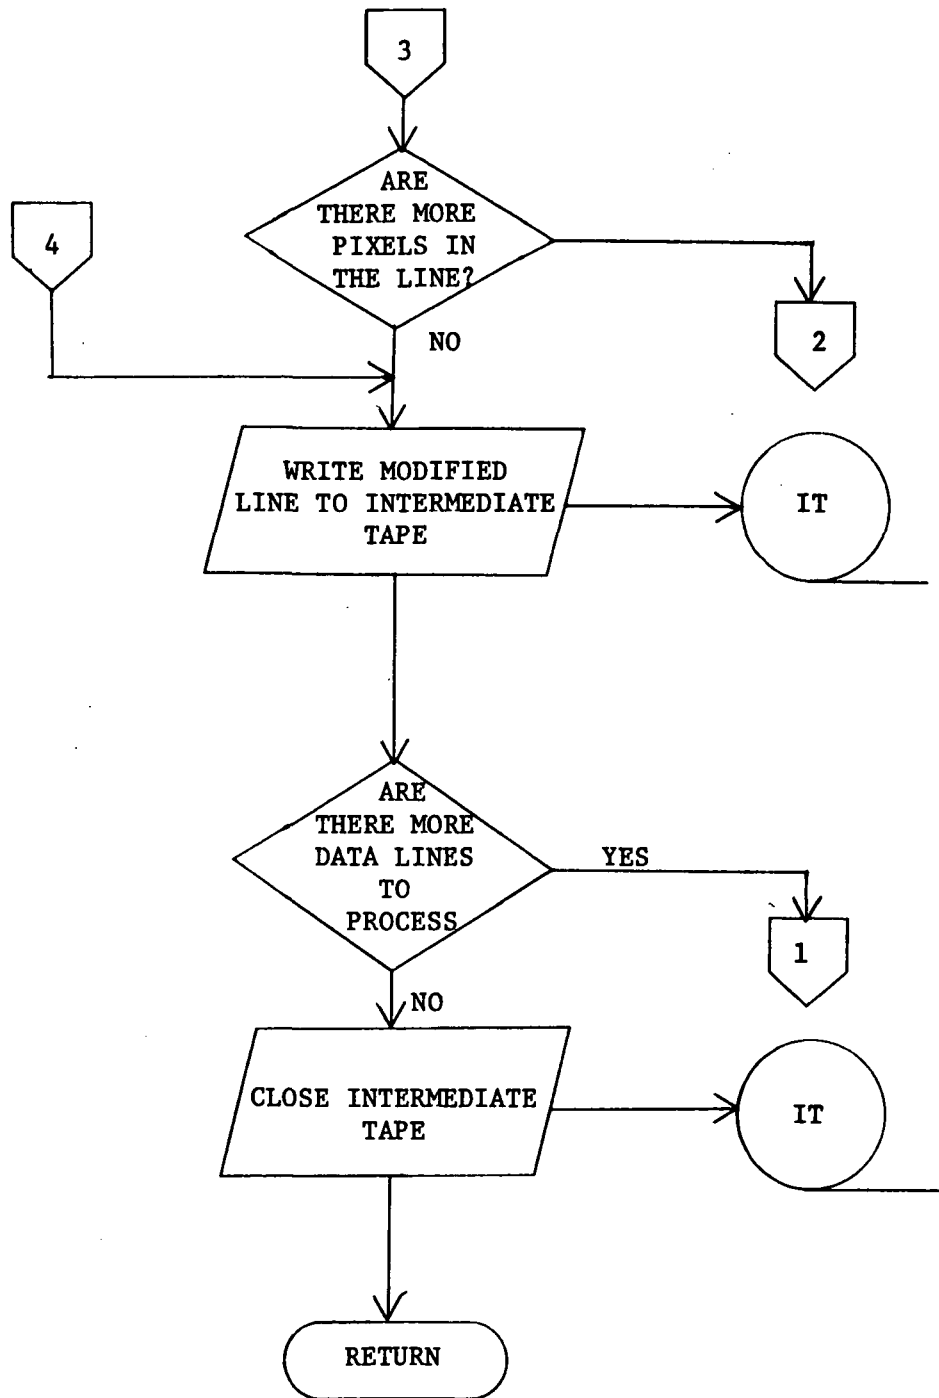 3
ARE
THERE MORE
PIXELS IN
THE LINE?
4
NO
2
WRITE MODIFIED
LINE TO INTERMEDIATE
TAPE
IT
ARE
THERE MORE
DATA LINES
TO
PROCESS
YES
1
NO
CLOSE INTERMEDIATE
TAPE
IT
RETURN